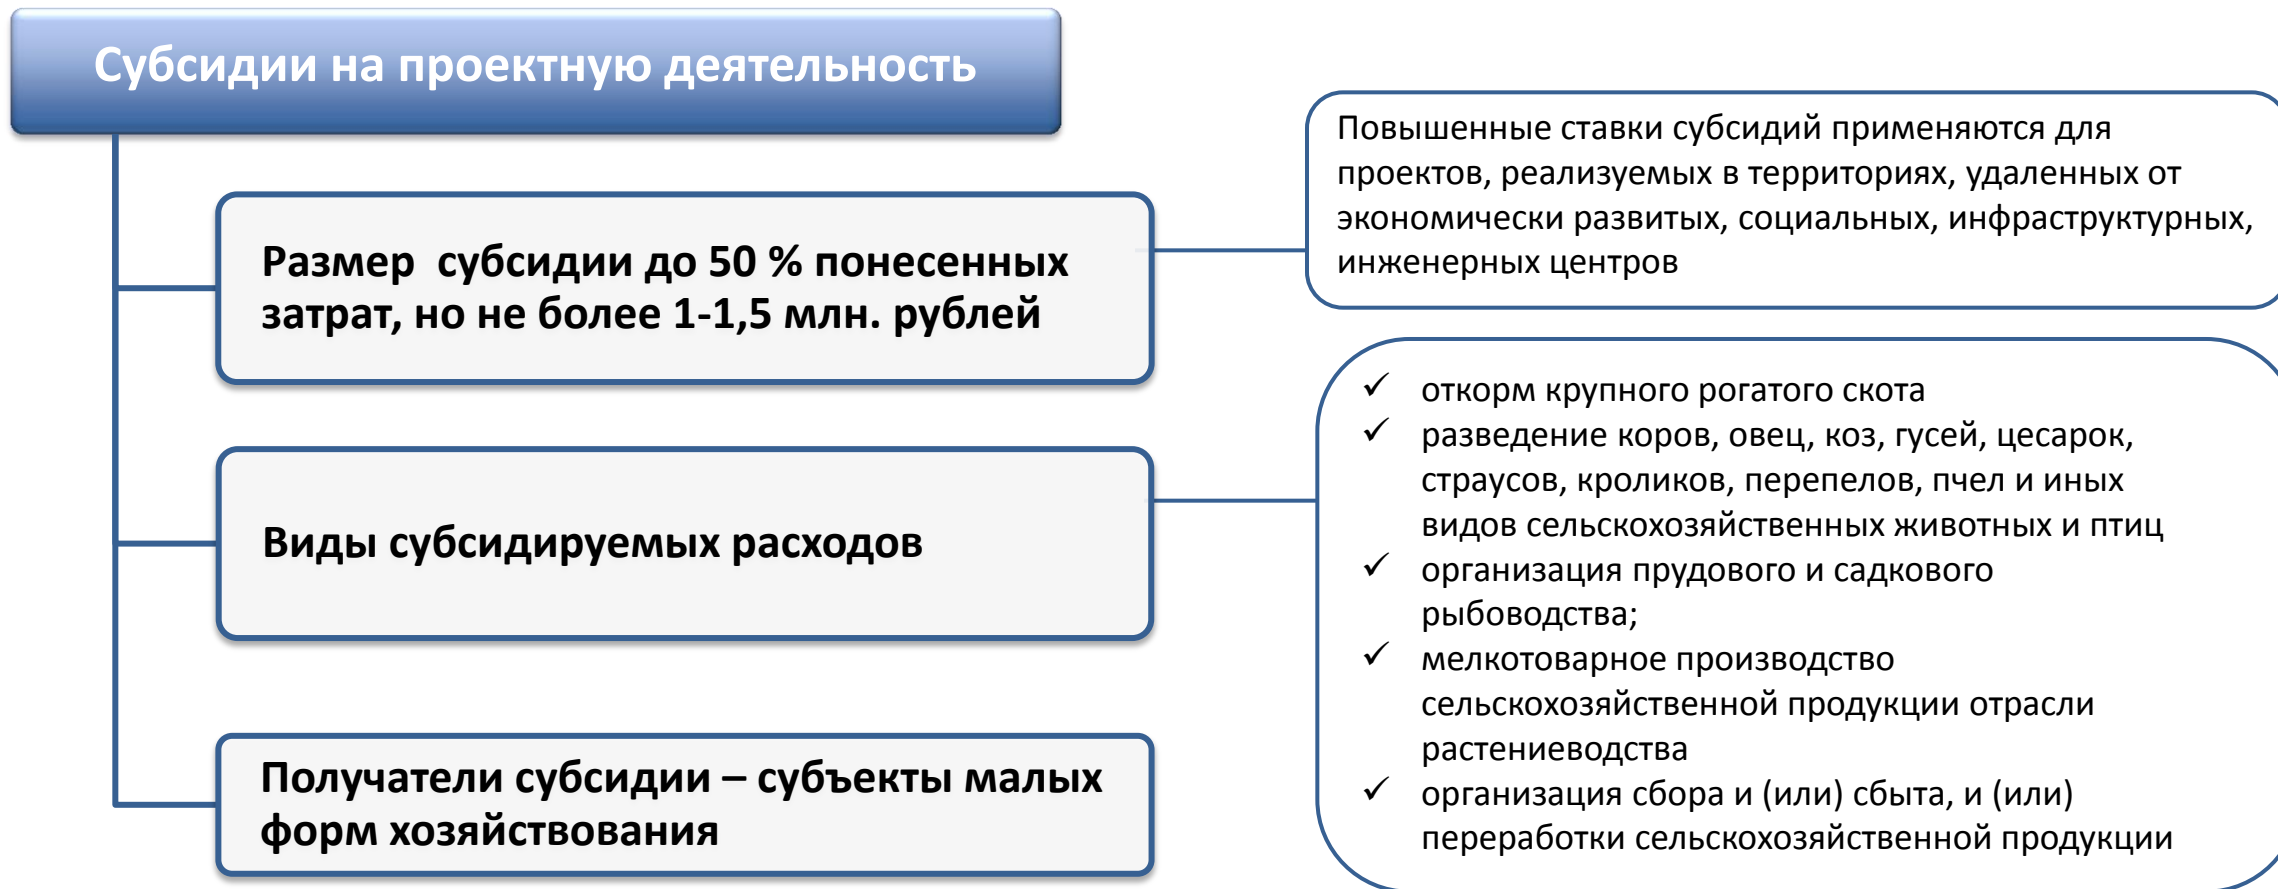 Субсидии на проектную деятельность
Размер  субсидии до 50 % понесенных
затрат, но не более 1-1,5 млн. рублей
Повышенные ставки субсидий применяются для
проектов, реализуемых в территориях, удаленных от
экономически развитых, социальных, инфраструктурных,
инженерных центров
Виды субсидируемых расходов
✓ откорм крупного рогатого скота
✓ разведение коров, овец, коз, гусей, цесарок,
страусов, кроликов, перепелов, пчел и иных
видов сельскохозяйственных животных и птиц
✓ организация прудового и садкового
рыбоводства;
✓ мелкотоварное производство
сельскохозяйственной продукции отрасли
растениеводства
✓ организация сбора и (или) сбыта, и (или)
переработки сельскохозяйственной продукции
Получатели субсидии – субъекты малых
форм хозяйствования